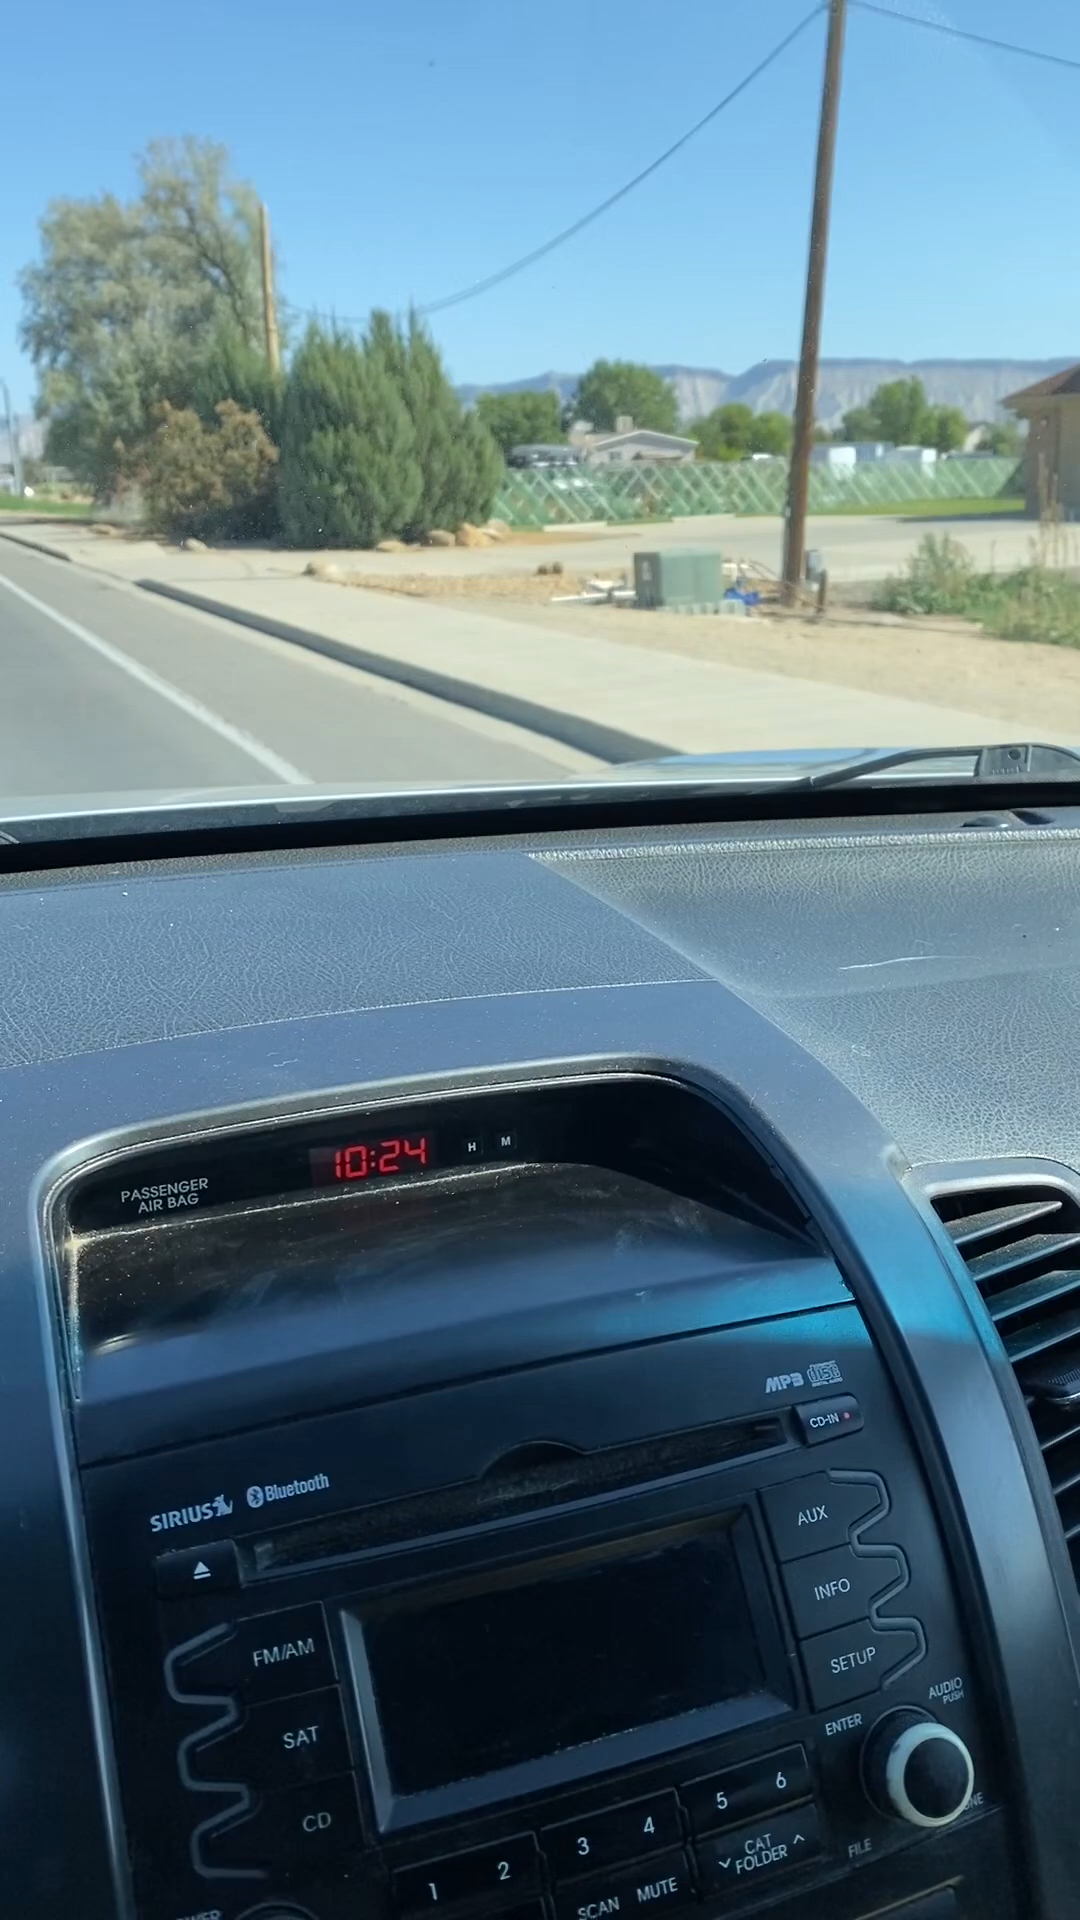 10:24
H M
PASSENGER
AIR BAG
MP3
CD-IN
SIRIUS Bluetooth
AUX
INFO
SETUP
FM/AM
SAT
CD
AUDIO
PUSH
ENTER
1 2 3 4 5 6
CAT
FOLDER
FILE
SCAN MUTE